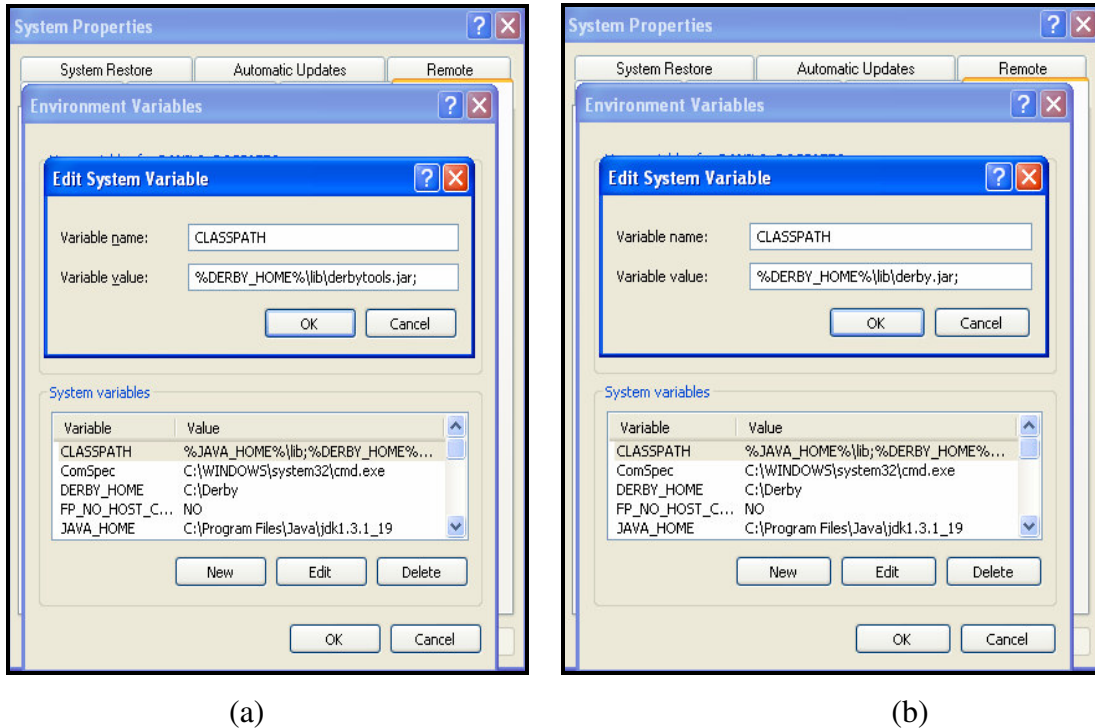 System Properties
System Restore Automatic Updates Remote
Environment Variables
Edit System Variable
Variable name: CLASSPATH
Variable value: %DERBY_HOME%\lib\derbytools.jar;
OK Cancel
System variables
Variable Value
CLASSPATH %JAVA_HOME%\lib;%DERBY_HOME%...
ComSpec C:\WINDOWS\system32\cmd.exe
DERBY_HOME C:\Derby
FP_NO_HOST_C... NO
JAVA_HOME C:\Program Files\Java\jdk1.3.1_19
New Edit Delete
OK Cancel
(a)
System Properties
System Restore Automatic Updates Remote
Environment Variables
Edit System Variable
Variable name: CLASSPATH
Variable value: %DERBY_HOME%\lib\derby.jar;
OK Cancel
System variables
Variable Value
CLASSPATH %JAVA_HOME%\lib;%DERBY_HOME%...
ComSpec C:\WINDOWS\system32\cmd.exe
DERBY_HOME C:\Derby
FP_NO_HOST_C... NO
JAVA_HOME C:\Program Files\Java\jdk1.3.1_19
New Edit Delete
OK Cancel
(b)